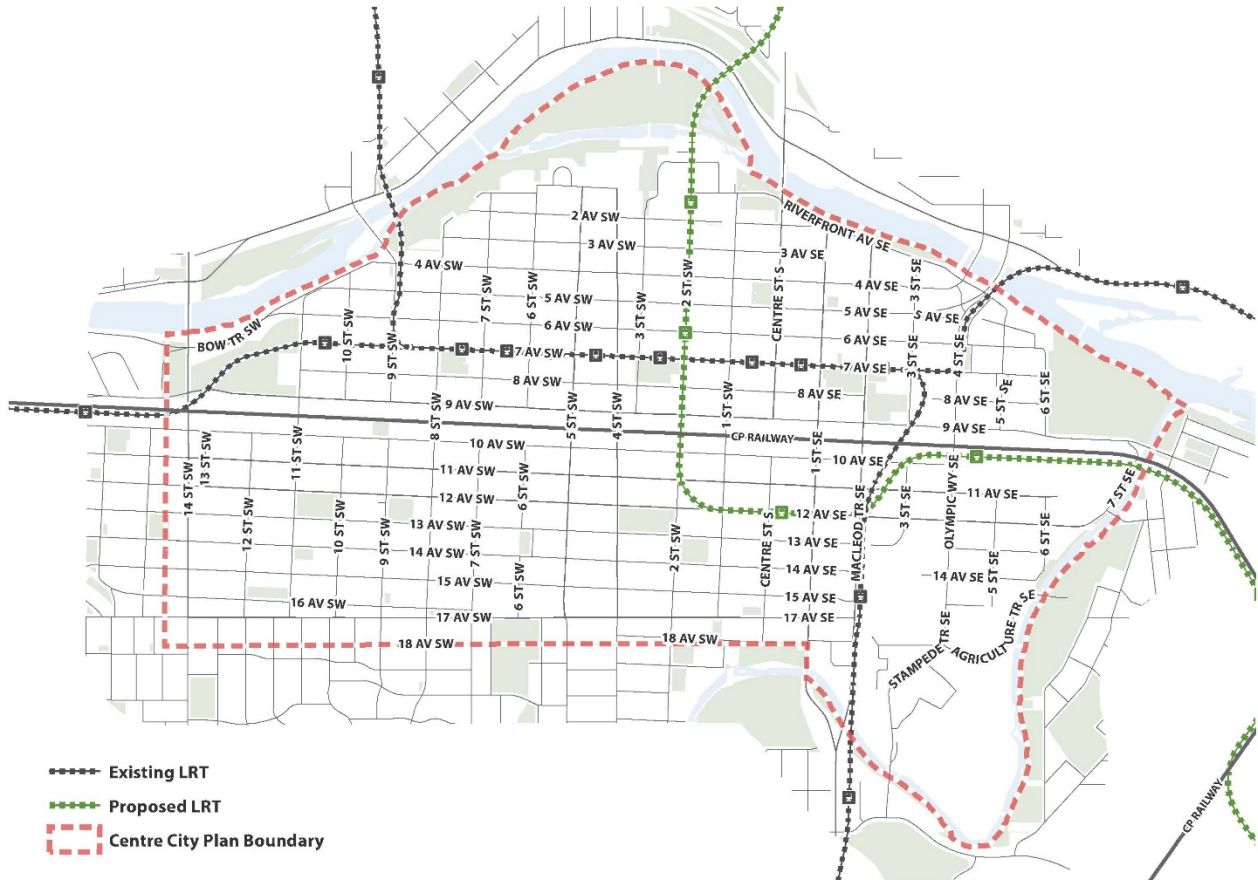 2 AV SW
RIVERFRONT AV SE
3 AV SW
3 AV SE
4 AV SW
2 ST SW
CENTRE ST S
3 ST SE
4 AV SE
7 ST SW
6 ST SW
5 AV SW
3 ST SW
5 AV SE
5 AV SE
BOW TR SW
10 ST SW
9 ST SW
6 AV SW
6 AV SE
3 ST SE
4 ST SE
7 AV SW
7 AV SE
8 AV SW
8 AV SE
8 AV SE
5 ST SE
6 ST SE
9 AV SW
8 ST SW
5 ST SW
4 ST SW
1 ST SW
9 AV SE
CP RAILWAY
14 ST SW
13 ST SW
11 ST SW
10 AV SW
1 ST SE
10 AV SE
11 AV SW
6 ST SW
11 AV SE
7 ST SE
12 AV SW
12 AV SE
3 ST SE
OLYMPIC WY SE
12 ST SW
10 ST SW
9 ST SW
13 AV SW
7 ST SW
2 ST SW
CENTRE ST S
13 AV SE
MACLEOD TR SE
6 ST SE
14 AV SW
14 AV SE
14 AV SE
5 ST SE
15 AV SW
6 ST SW
15 AV SE
16 AV SW
17 AV SW
17 AV SE
18 AV SW
18 AV SW
STAMPEDE TR SE
AGRICULTURE TR SE
Existing LRT
Proposed LRT
Centre City Plan Boundary
CP RAILWAY